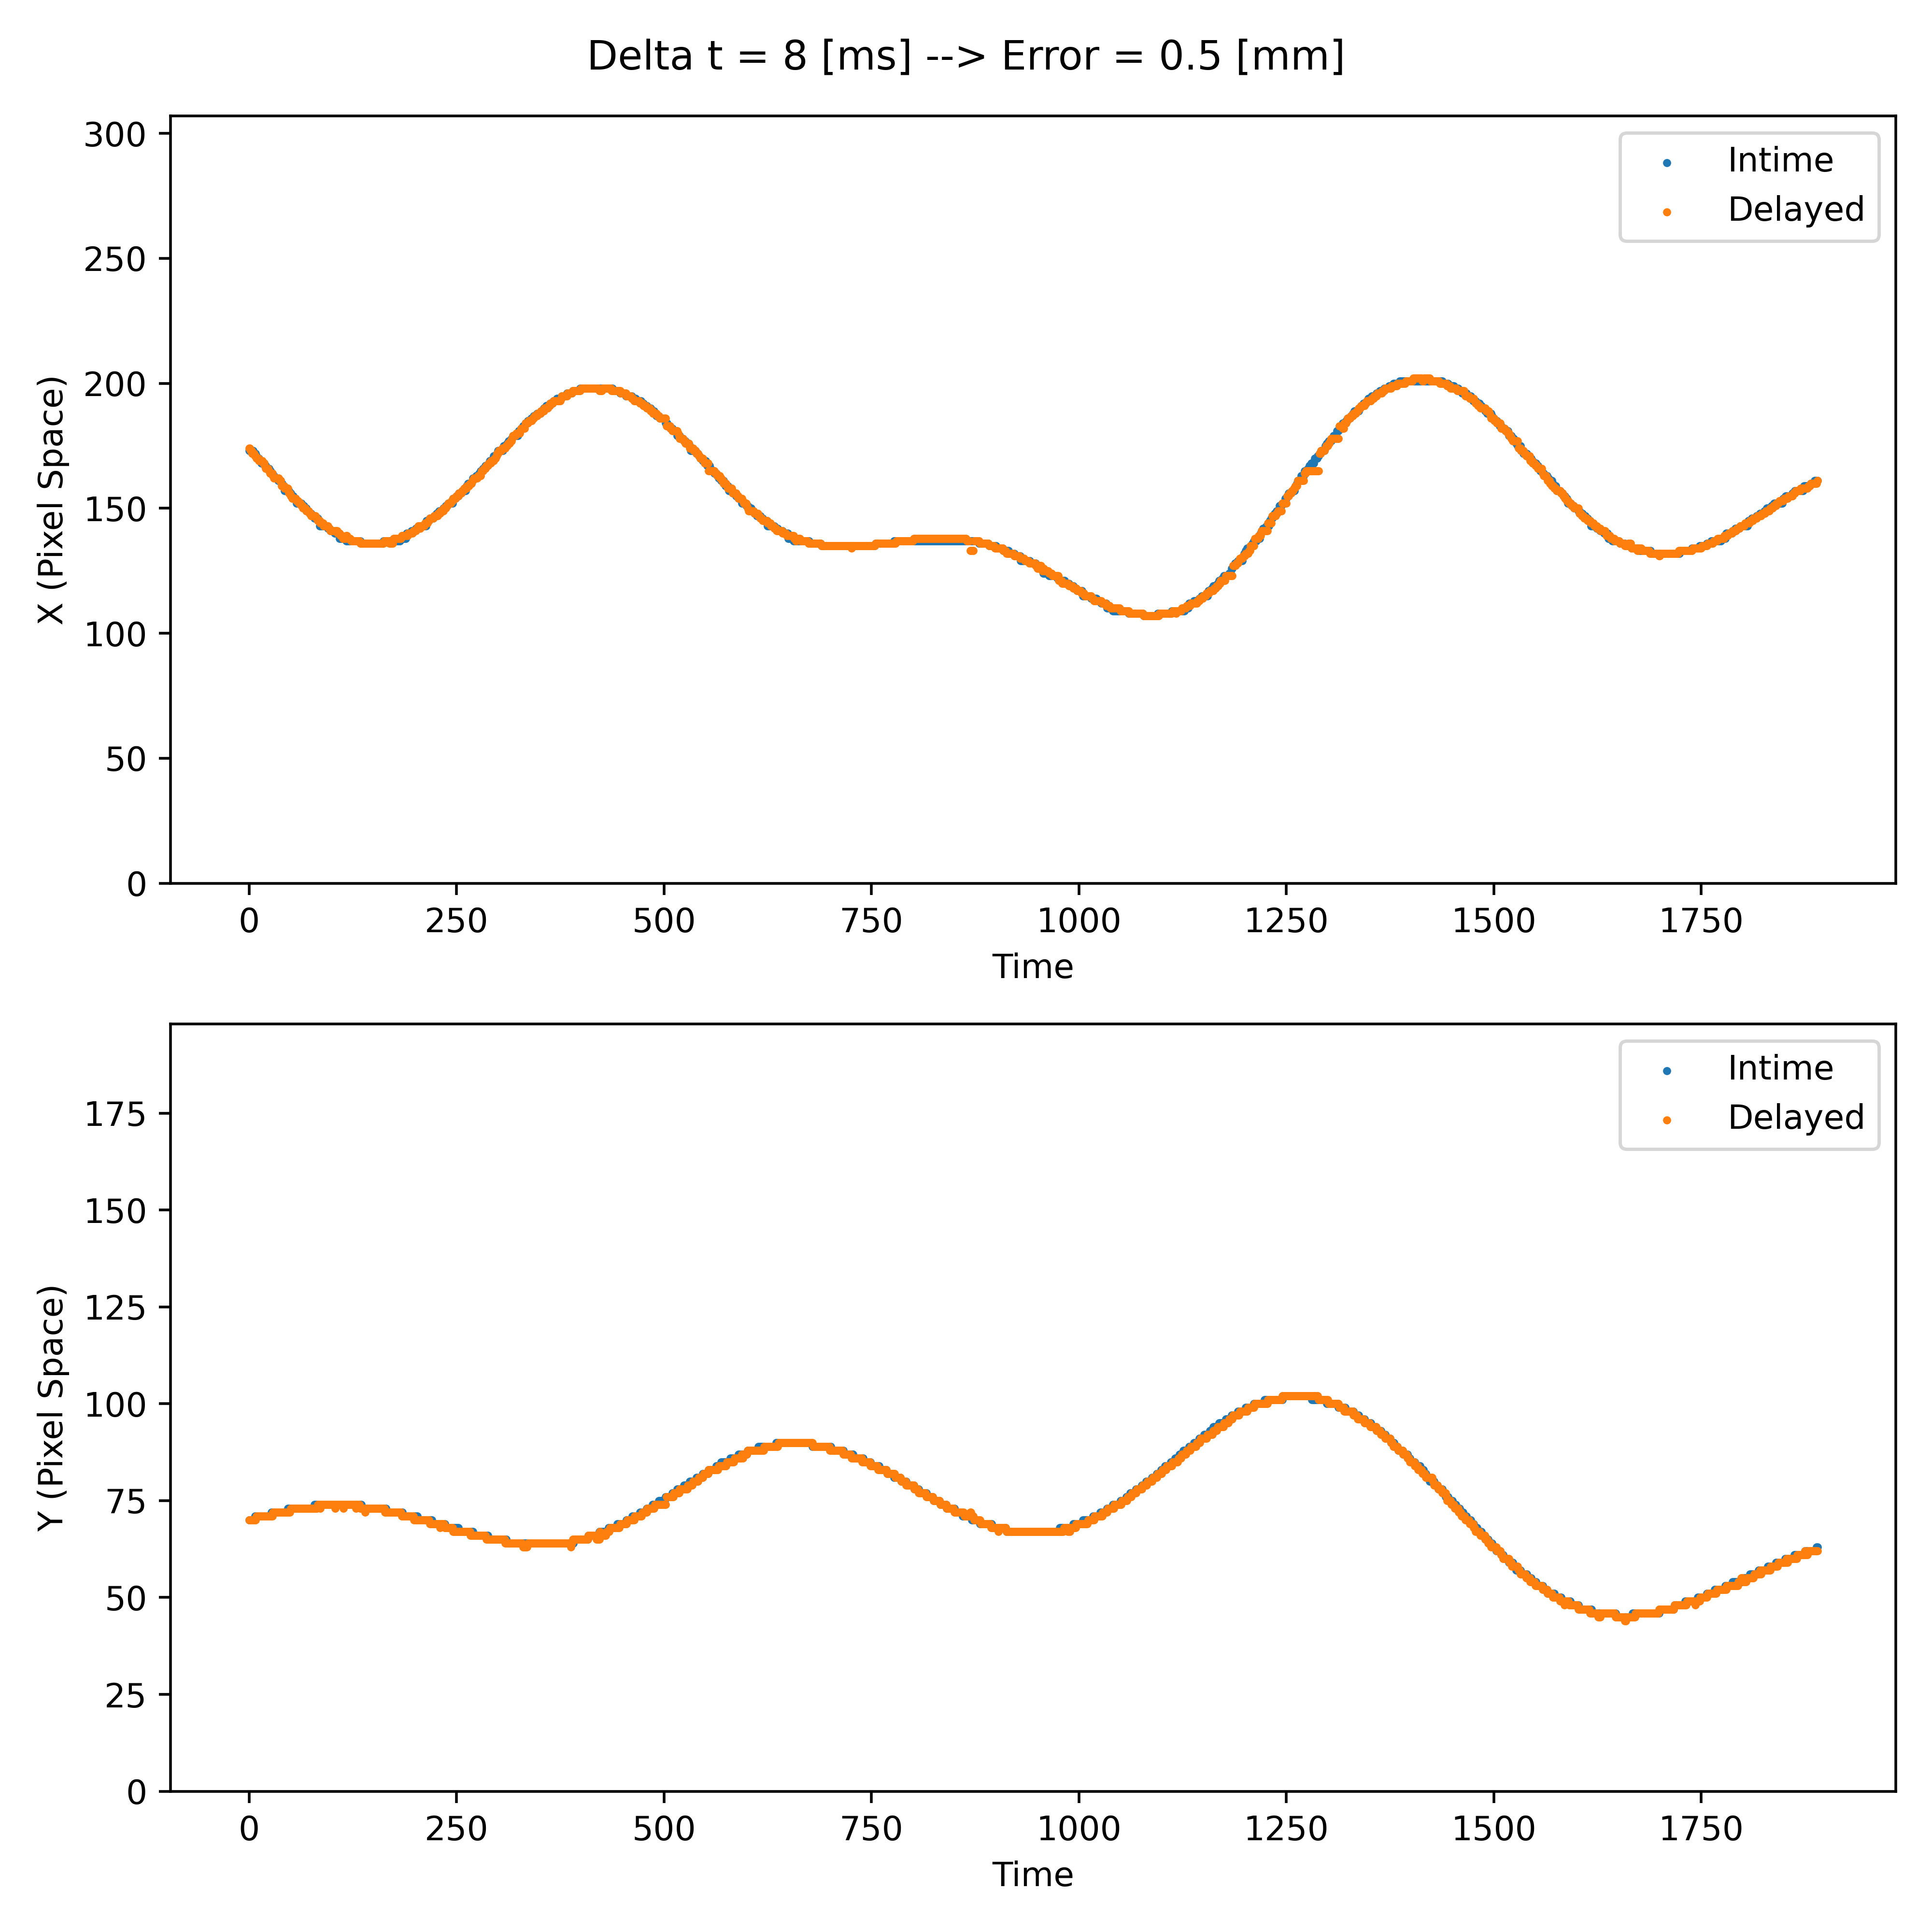 Delta t = 8 [ms] --> Error = 0.5 [mm]
300
250
200
150
100
50
0
X (Pixel Space)
Intime
Delayed
0 250 500 750 1000 1250 1500 1750
Time
175
150
125
100
75
50
25
0
Y (Pixel Space)
Intime
Delayed
0 250 500 750 1000 1250 1500 1750
Time